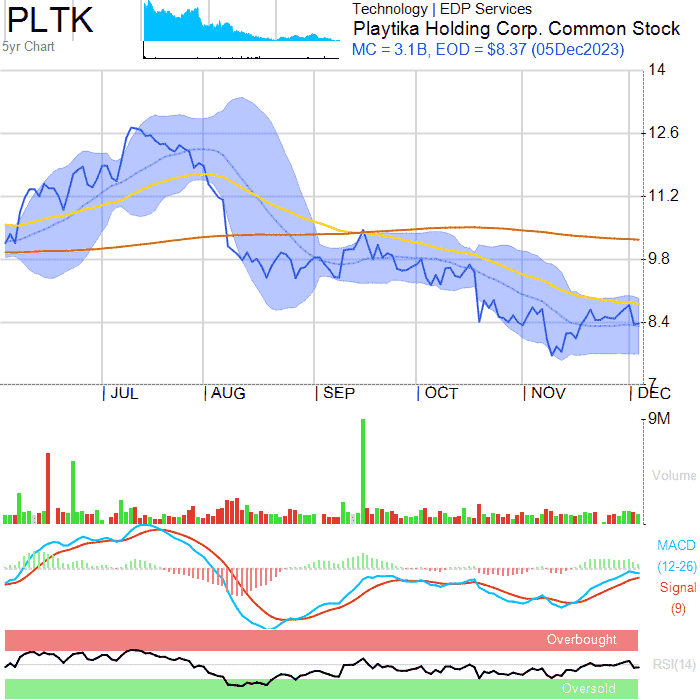 PLTK
5yr Chart
Technology | EDP Services
Playtika Holding Corp. Common Stock
MC = 3.1B, EOD = $8.37 (05Dec2023)
14
12.6
11.2
9.8
8.4
7
| JUL | AUG | SEP | OCT | NOV | DEC
9M
Volume
MACD
(12-26)
Signal
(9)
Overbought
RSI(14)
Oversold